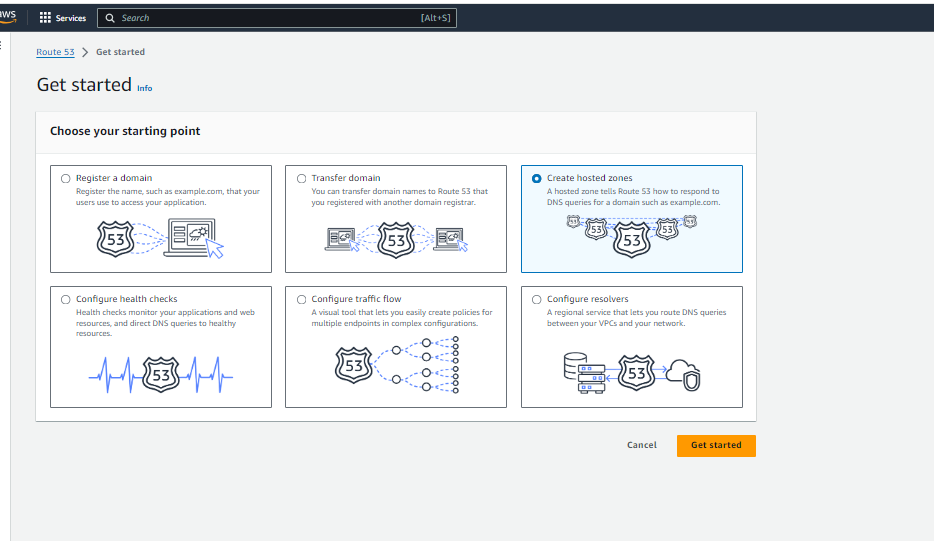 aws
Services
Search
[Alt+S]
Route 53 > Get started
Get started Info
Choose your starting point
Register a domain
Register the name, such as example.com, that your
users use to access your application.
53
Transfer domain
You can transfer domain names to Route 53 that
you registered with another domain registrar.
53
Create hosted zones
A hosted zone tells Route 53 how to respond to
DNS queries for a domain such as example.com.
53
53
53
53
53
Configure health checks
Health checks monitor your applications and web
resources, and direct DNS queries to healthy
resources.
53
Configure traffic flow
A visual tool that lets you easily create policies for
multiple endpoints in complex configurations.
53
Configure resolvers
A regional service that lets you route DNS queries
between your VPCs and your network.
53
Cancel
Get started